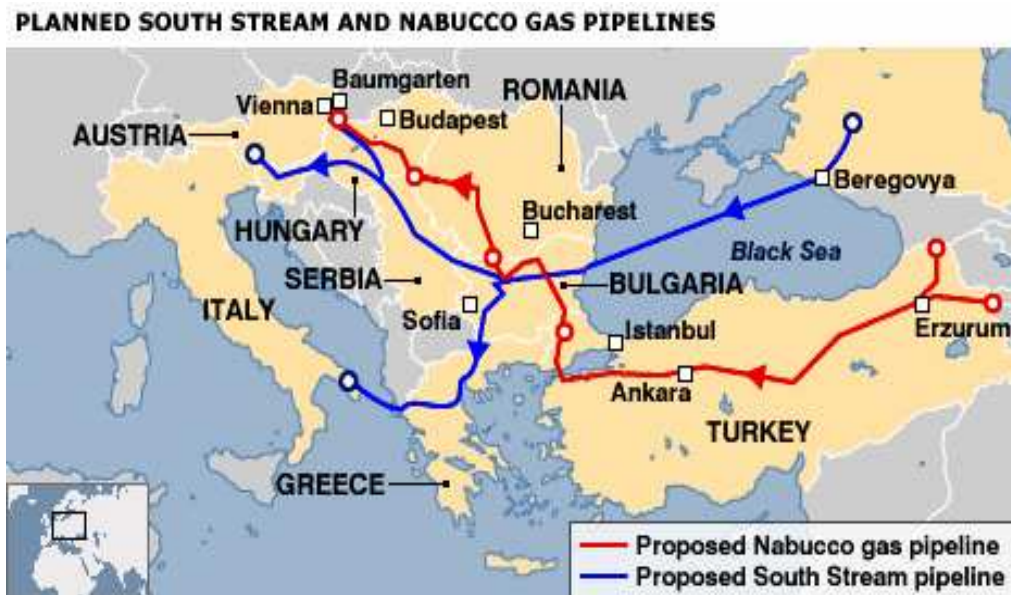 PLANNED SOUTH STREAM AND NABUCCO GAS PIPELINES
Baumgarten
Vienna
ROMANIA
Budapest
AUSTRIA
Beregovya
Bucharest
HUNGARY
Black Sea
SERBIA
BULGARIA
ITALY
Sofia
Istanbul
Erzurum
Ankara
TURKEY
GREECE
Proposed Nabucco gas pipeline
Proposed South Stream pipeline